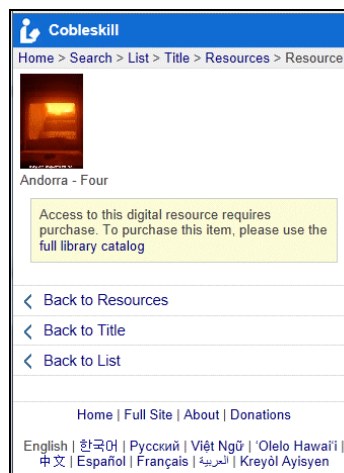 Cobleskill
Home > Search > List > Title > Resources > Resource
Andorra - Four
Access to this digital resource requires
purchase. To purchase this item, please use the
full library catalog
Back to Resources
Back to Title
Back to List
Home | Full Site | About | Donations
English | 한국어 | Русский | Việt Ngữ | 'Olelo Hawai'i |
中文 | Español | Français | العربية | Kreyòl Ayisyen